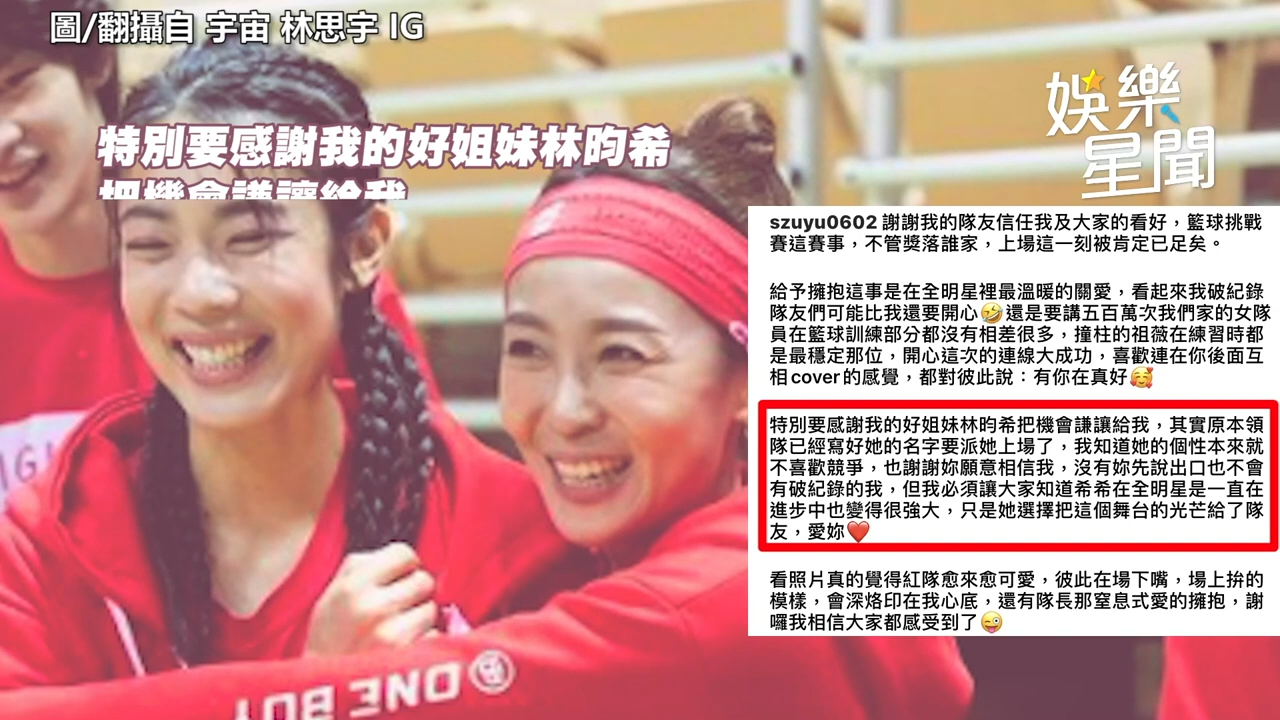 圖/翻攝自 宇宙 林思宇 IG
娛樂
星聞
特別要感謝我的好姐妹林昀希
把機會謙讓給我
szuyu0602 謝謝我的隊友信任我及大家的看好，籃球挑戰
賽這賽事，不管獎落誰家，上場這一刻被肯定已足矣。
給予擁抱這事是在全明星裡最溫暖的關愛，看起來我破紀錄
隊友們可能比我還要開心🤣還是要講五百萬次我們家的女隊
員在籃球訓練部分都沒有相差很多，撞柱的祖薇在練習時都
是最穩定那位，開心這次的連線大成功，喜歡連在你後面互
相cover的感覺，都對彼此說：有你在真好🥰
特別要感謝我的好姐妹林昀希把機會謙讓給我，其實原本領
隊已經寫好她的名字要派她上場了，我知道她的個性本來就
不喜歡競爭，也謝謝妳願意相信我，沒有妳先說出口也不會
有破紀錄的我，但我必須讓大家知道希希在全明星是一直在
進步中也變得很強大，只是她選擇把這個舞台的光芒給了隊
友，愛妳❤️
看照片真的覺得紅隊愈來愈可愛，彼此在場下嘴，場上拚的
模樣，會深烙印在我心底，還有隊長那窒息式愛的擁抱，謝
囉我相信大家都感受到了😜
ONE BOY®